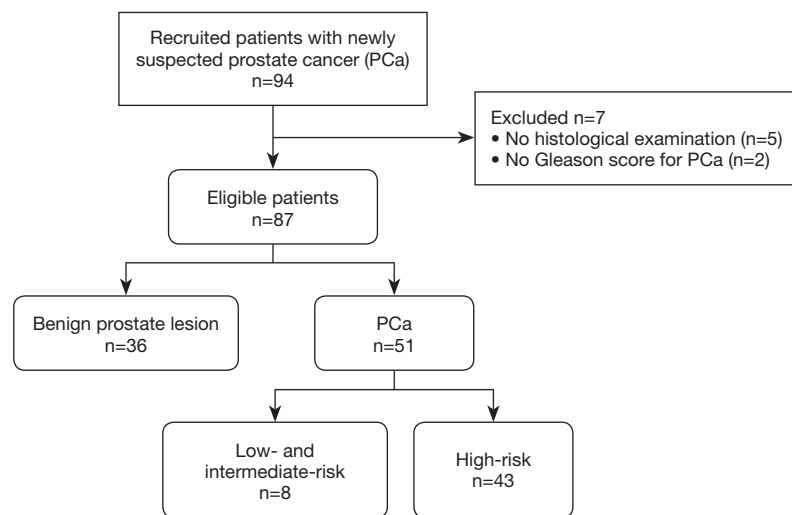 Recruited patients with newly
suspected prostate cancer (PCa)
n=94
Excluded n=7
• No histological examination (n=5)
• No Gleason score for PCa (n=2)
Eligible patients
n=87
Benign prostate lesion
n=36
PCa
n=51
Low- and
intermediate-risk
n=8
High-risk
n=43